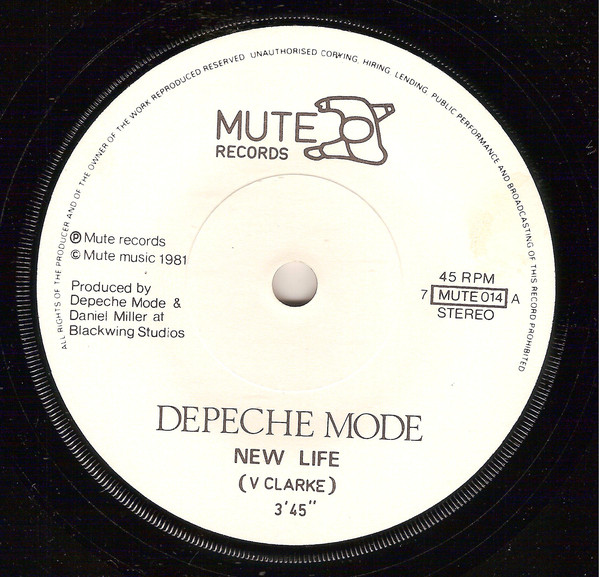 ALL RIGHTS OF THE PRODUCER AND OF THE OWNER OF THE WORK REPRODUCED RESERVED UNAUTHORISED COPYING, HIRING, LENDING, PUBLIC PERFORMANCE AND BROADCASTING OF THIS RECORD PROHIBITED
MUTE
RECORDS
℗ Mute records
© Mute music 1981
Produced by
Depeche Mode &
Daniel Miller at
Blackwing Studios
45 RPM
7 MUTE 014 A
STEREO
DEPECHE MODE
NEW LIFE
(V CLARKE)
3'45"